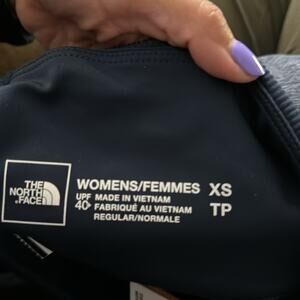 THE
NORTH
FACE
WOMENS/FEMMES XS
UPF MADE IN VIETNAM
40+ FABRIQUÉ AU VIETNAM TP
REGULAR/NORMALE